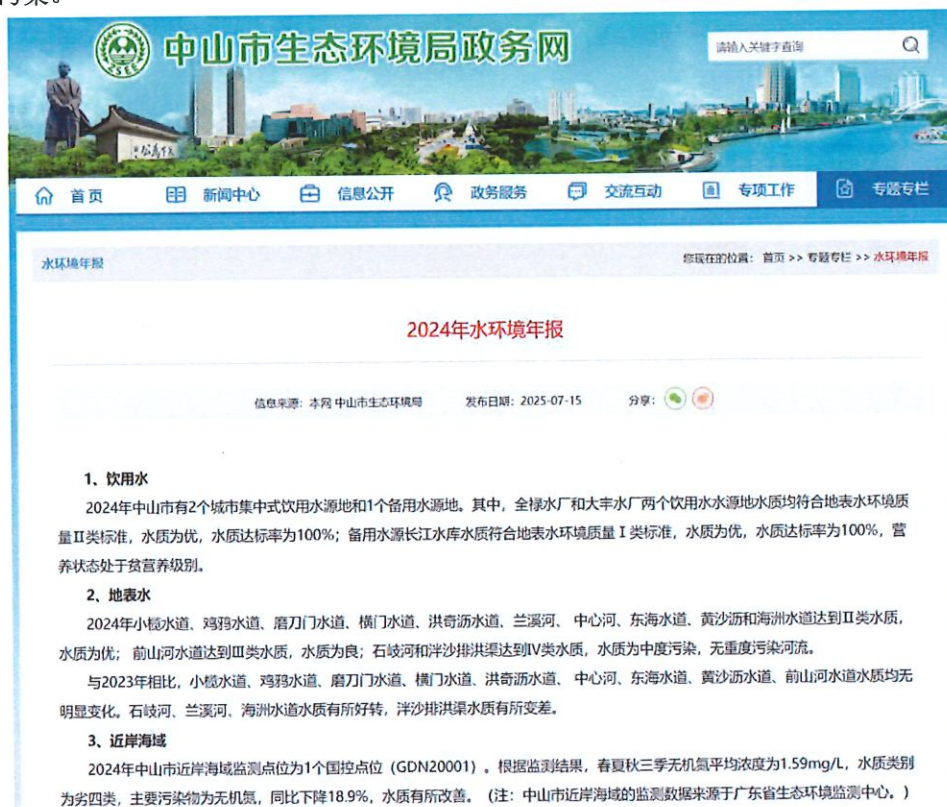 污染。
中山市生态环境局政务网
ZSEE
请输入关键字查询
天下为公
首页 新闻中心 信息公开 政务服务 交流互动 专项工作 专题专栏
水环境年报
您现在的位置: 首页 >> 专题专栏 >> 水环境年报
2024年水环境年报
信息来源: 本网 中山市生态环境局 发布日期: 2025-07-15 分享:
1、饮用水
2024年中山市有2个城市集中式饮用水源地和1个备用水源地。其中，全禄水厂和大丰水厂两个饮用水水源地水质均符合地表水环境质
量Ⅱ类标准，水质为优，水质达标率为100%；备用水源长江水库水质符合地表水环境质量Ⅰ类标准，水质为优，水质达标率为100%，营
养状态处于贫营养级别。
2、地表水
2024年小榄水道、鸡鸦水道、磨刀门水道、横门水道、洪奇沥水道、兰溪河、 中心河、东海水道、黄沙沥和海洲水道达到Ⅱ类水质，
水质为优； 前山河水道达到Ⅲ类水质，水质为良；石岐河和泮沙排洪渠达到Ⅳ类水质，水质为中度污染，无重度污染河流。
与2023年相比，小榄水道、鸡鸦水道、磨刀门水道、横门水道、洪奇沥水道、 中心河、东海水道、黄沙沥水道、前山河水道水质均无
明显变化。石岐河、兰溪河、海洲水道水质有所好转，泮沙排洪渠水质有所变差。
3、近岸海域
2024年中山市近岸海域监测点位为1个国控点位（GDN20001）。根据监测结果，春夏秋三季无机氮平均浓度为1.59mg/L，水质类别
为劣四类，主要污染物为无机氮，同比下降18.9%，水质有所改善。（注：中山市近岸海域的监测数据来源于广东省生态环境监测中心。）